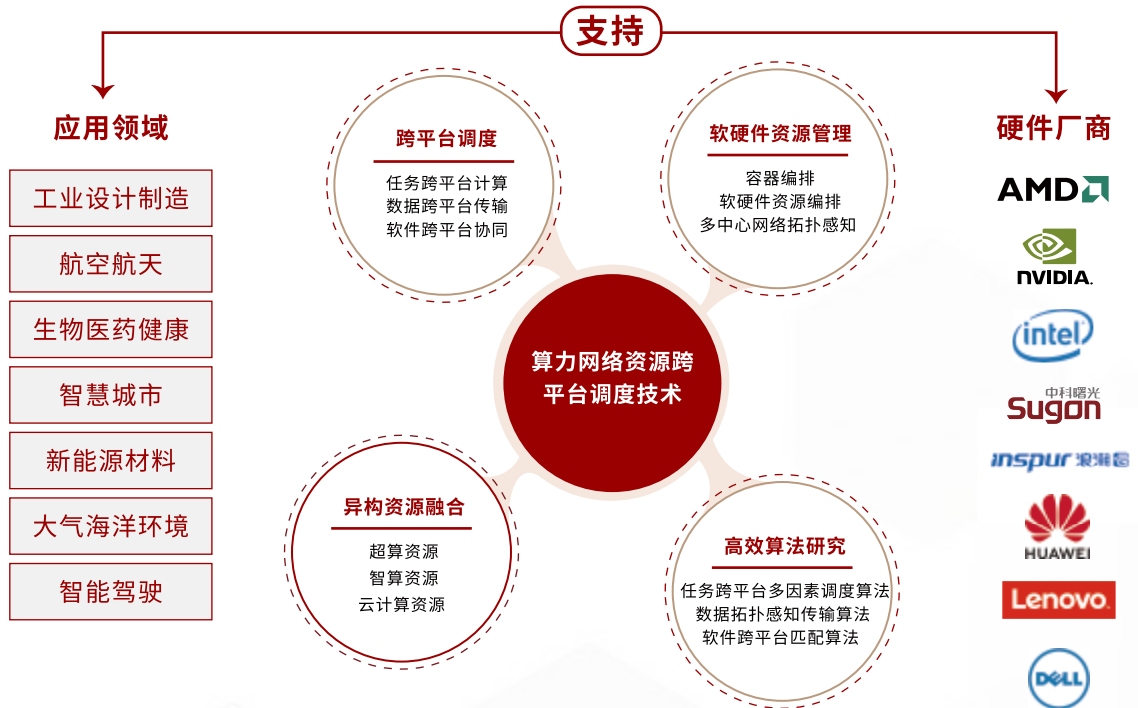 支持
应用领域
工业设计制造
航空航天
生物医药健康
智慧城市
新能源材料
大气海洋环境
智能驾驶
跨平台调度
任务跨平台计算
数据跨平台传输
软件跨平台协同
软硬件资源管理
容器编排
软硬件资源编排
多中心网络拓扑感知
算力网络资源跨
平台调度技术
异构资源融合
超算资源
智算资源
云计算资源
高效算法研究
任务跨平台多因素调度算法
数据拓扑感知传输算法
软件跨平台匹配算法
硬件厂商
AMD
nVIDIA.
intel
中科曙光
Sugon
inspur 浪潮
HUAWEI
Lenovo.
DELL